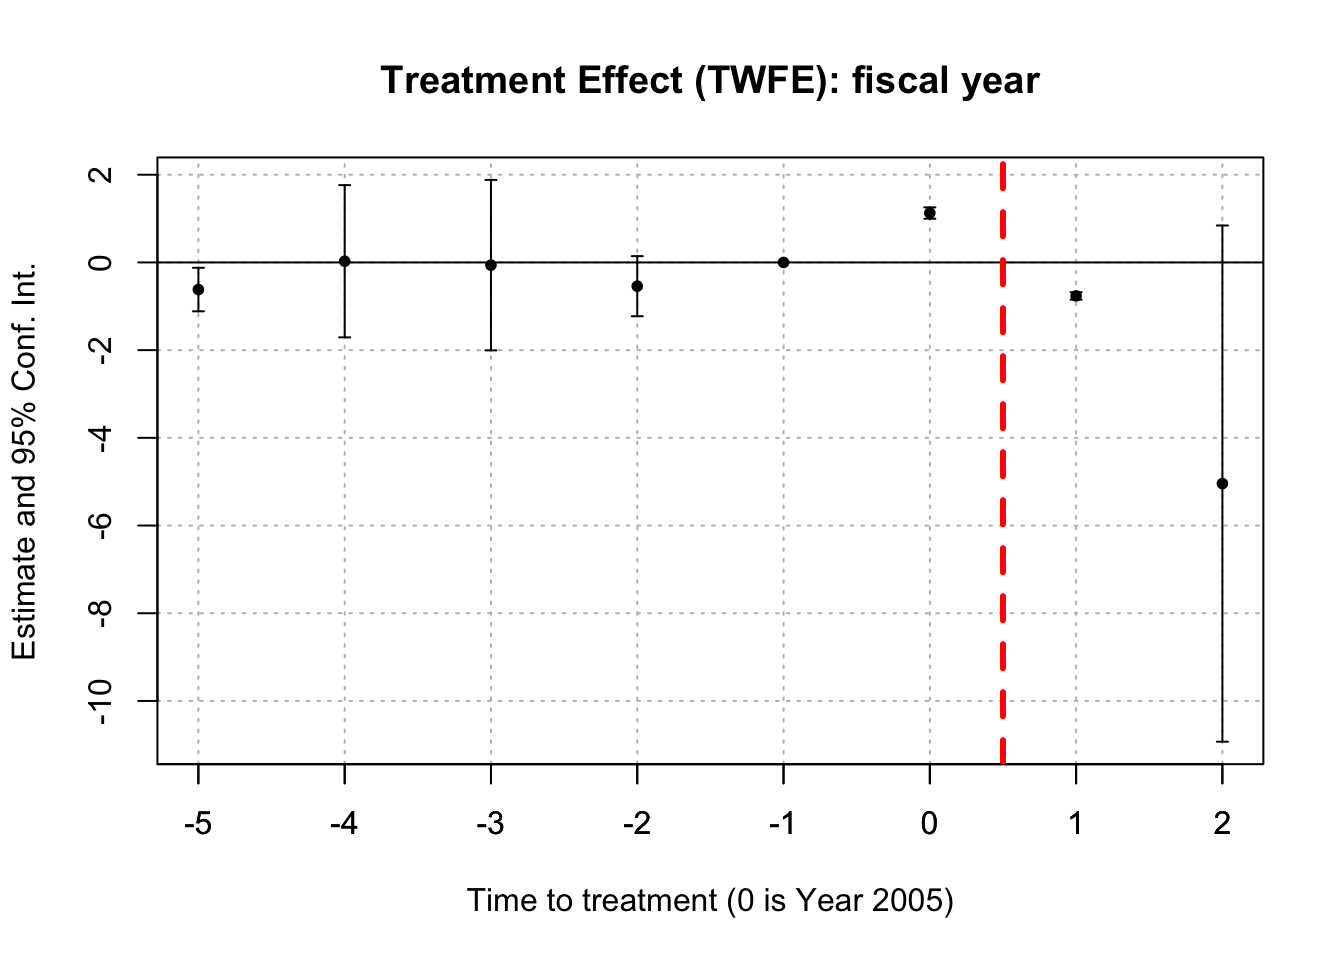 Treatment Effect (TWFE): fiscal year
Estimate and 95% Conf. Int.
2
0
-2
-4
-6
-8
-10
-5 -4 -3 -2 -1 0 1 2
Time to treatment (0 is Year 2005)